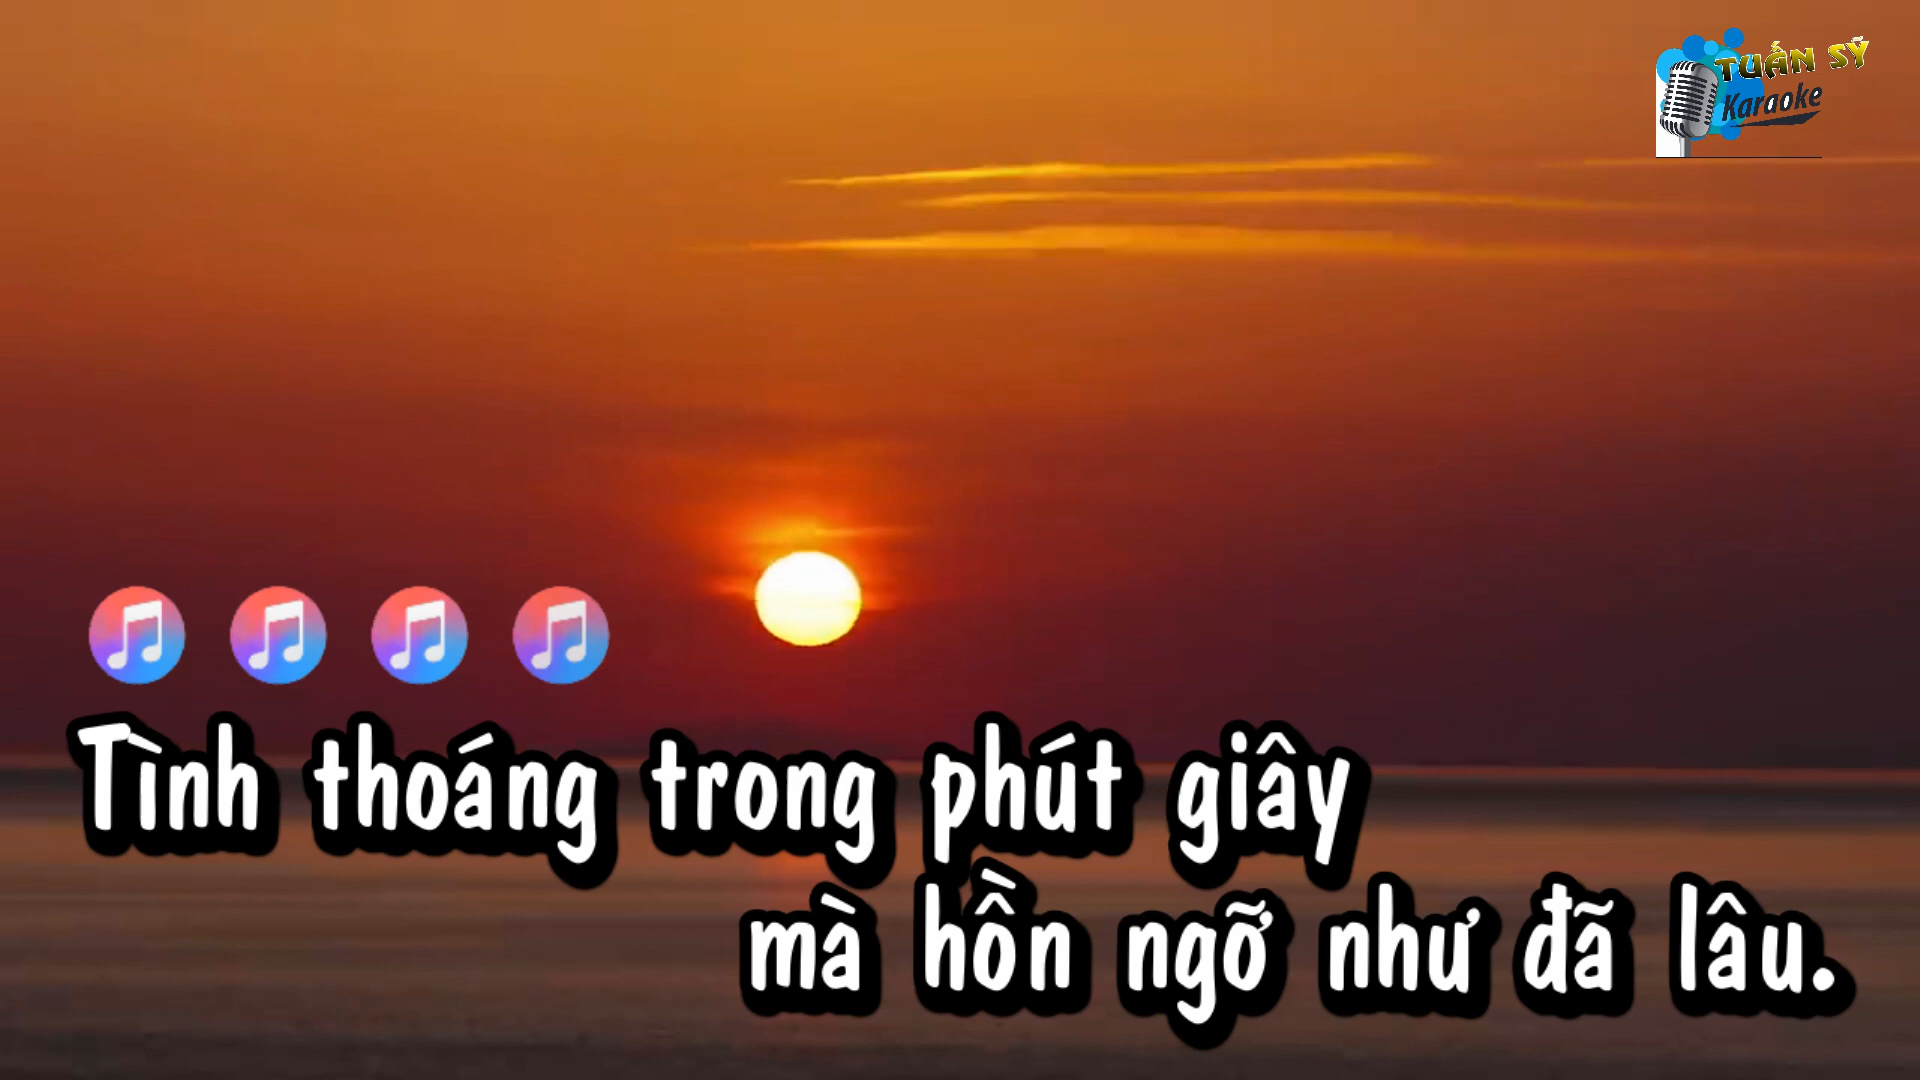 TUẤN SỸ
Karaoke
Tình thoáng trong phút giây
mà hồn ngỡ như đã lâu.